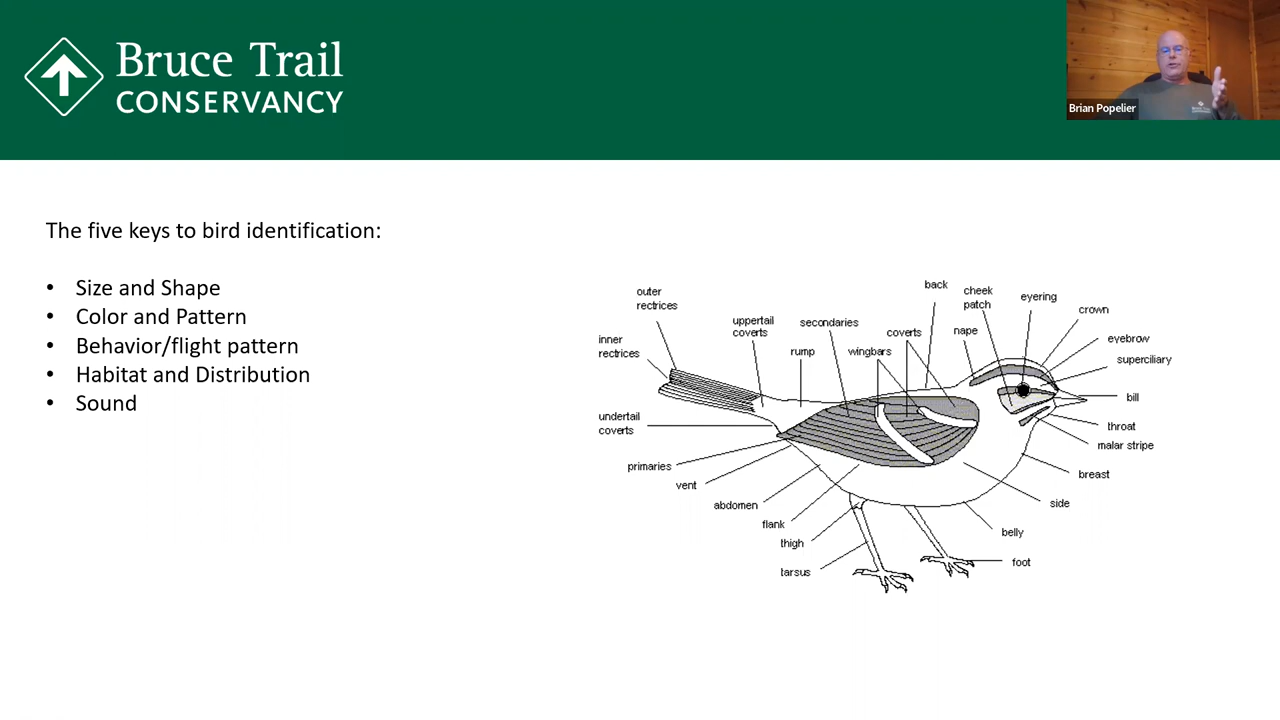 Bruce Trail
CONSERVANCY
Brian Popelier
The five keys to bird identification:
• Size and Shape
• Color and Pattern
• Behavior/flight pattern
• Habitat and Distribution
• Sound
outer
rectrices
inner
rectrices
uppertail
coverts
rump
secondaries
wingbars
coverts
back
nape
cheek
patch
eyering
crown
eyebrow
superciliary
bill
throat
malar stripe
breast
side
belly
foot
undertail
coverts
primaries
vent
abdomen
flank
thigh
tarsus